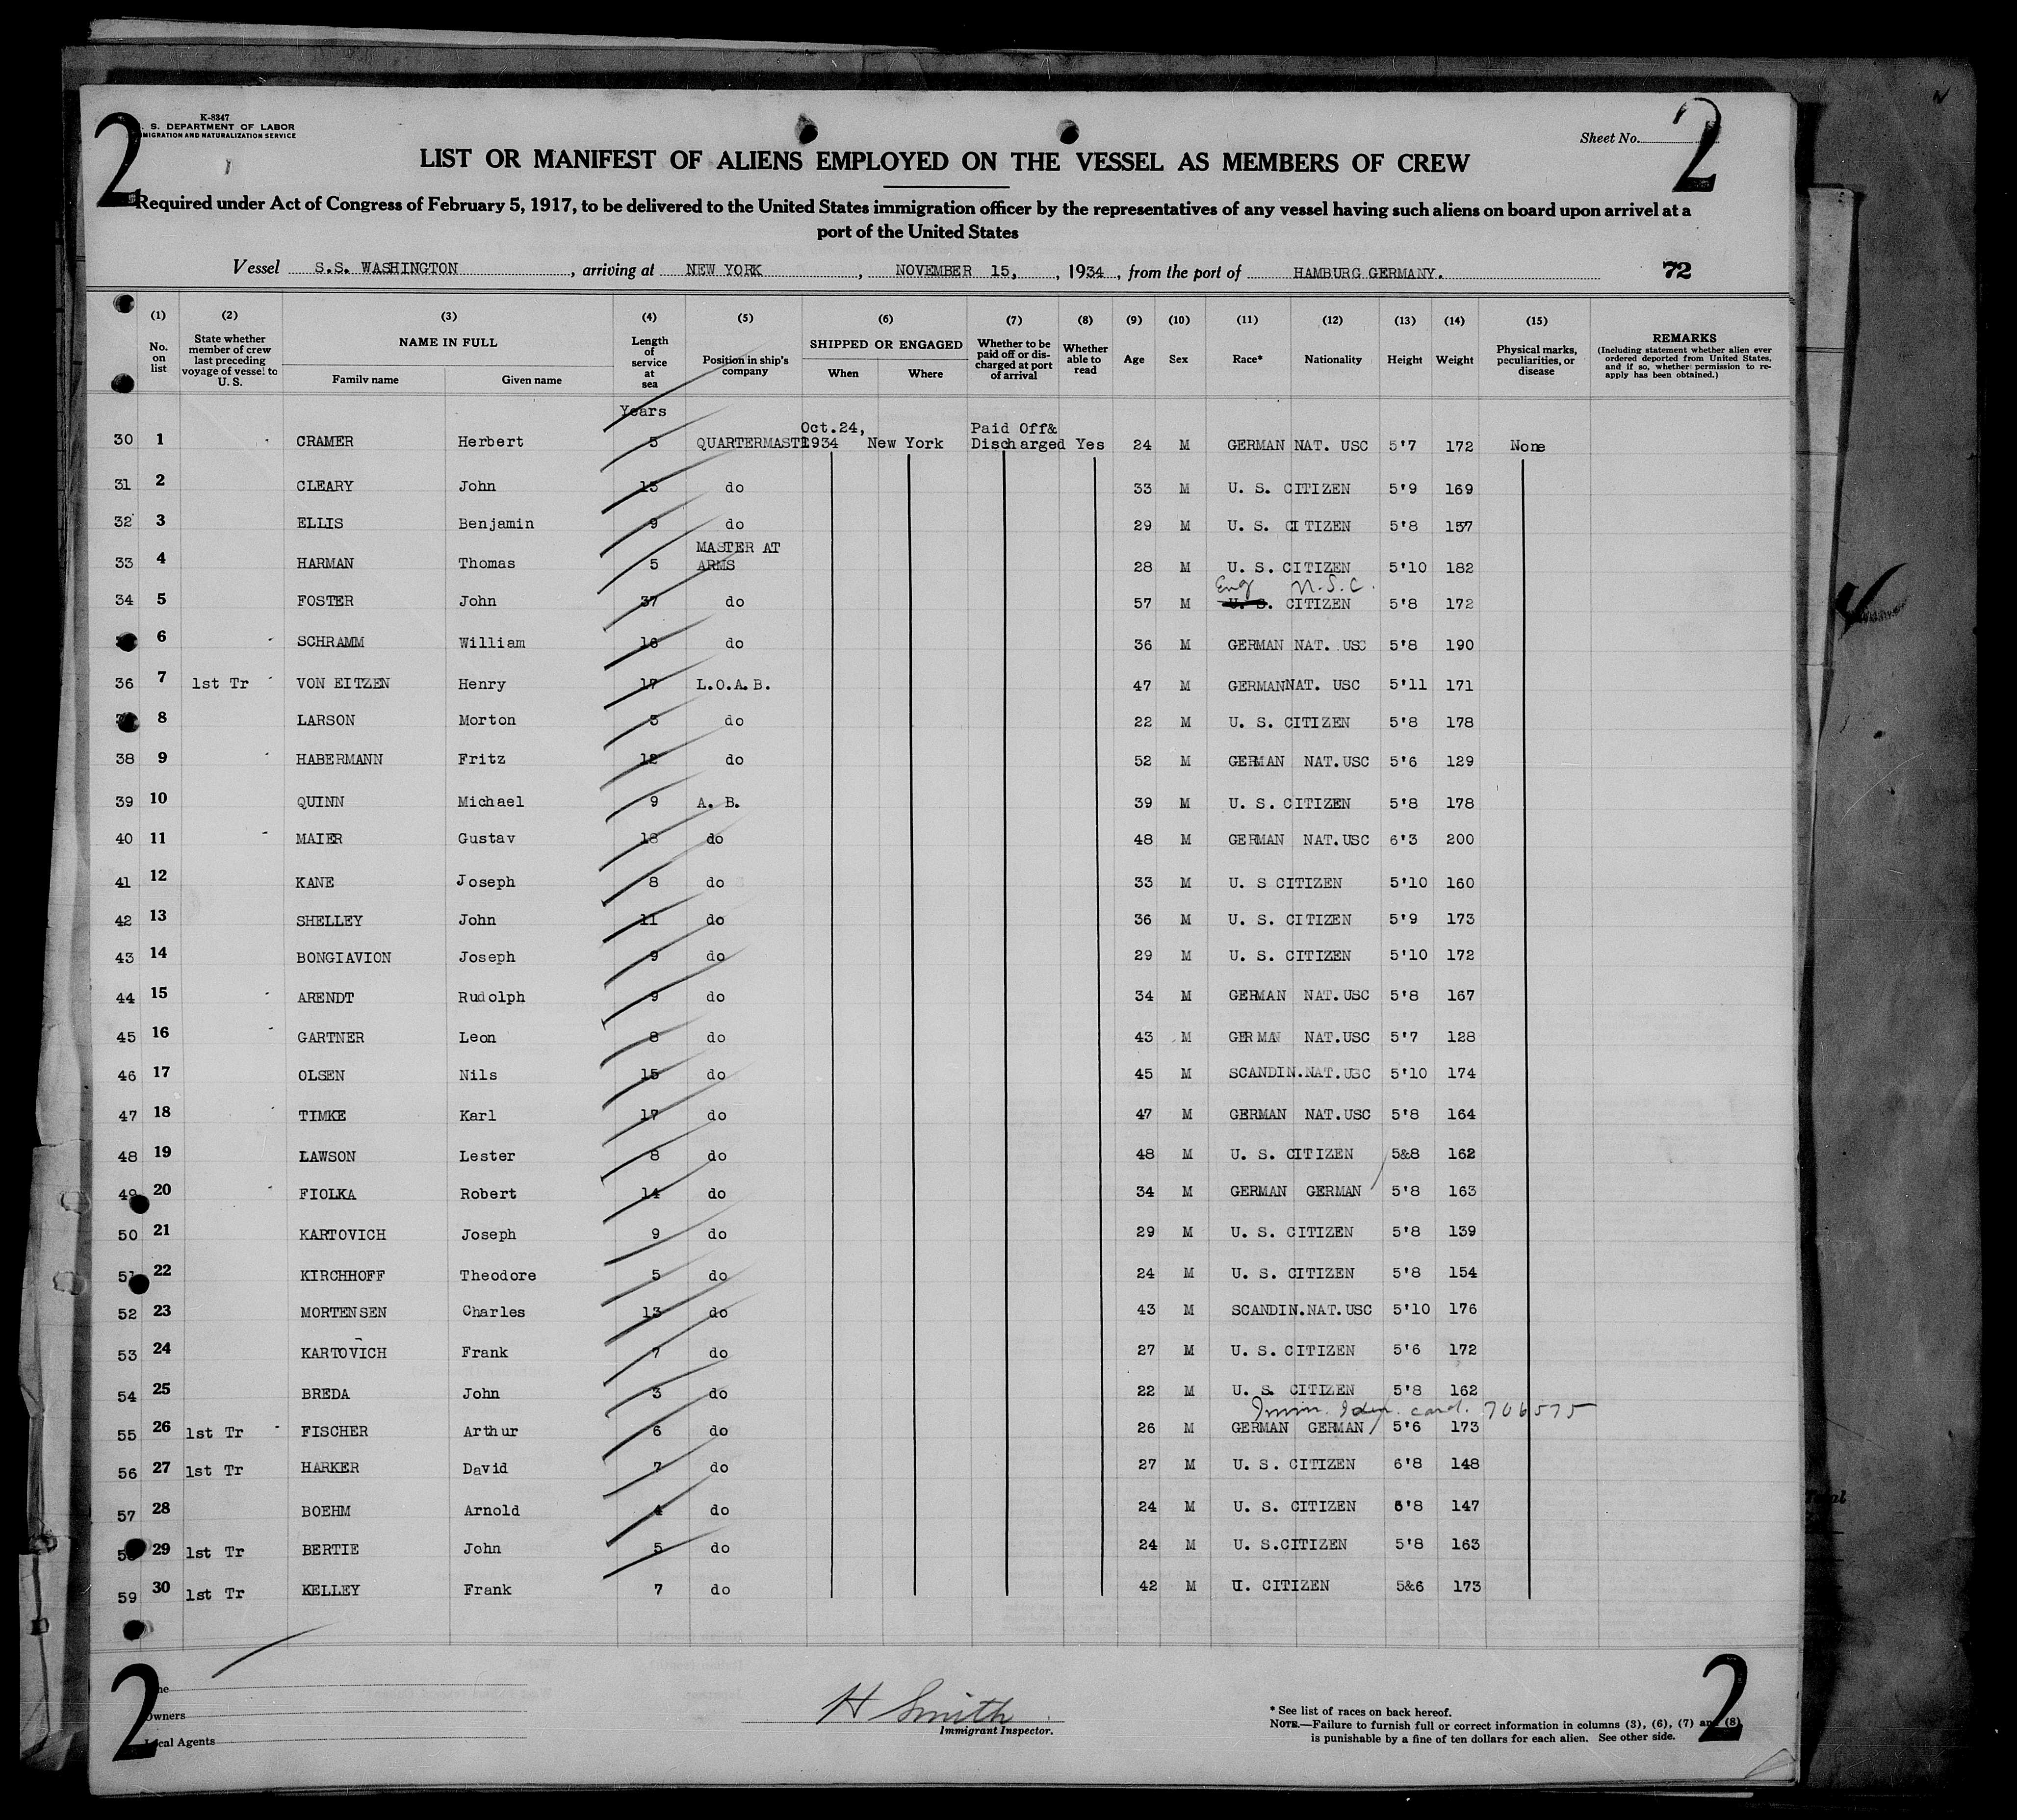 2
K-8347
S. DEPARTMENT OF LABOR
MIGRATION AND NATURALIZATION SERVICE
Sheet No. 2
LIST OR MANIFEST OF ALIENS EMPLOYED ON THE VESSEL AS MEMBERS OF CREW
Required under Act of Congress of February 5, 1917, to be delivered to the United States immigration officer by the representatives of any vessel having such aliens on board upon arrival at a
port of the United States
Vessel S.S. WASHINGTON, arriving at NEW YORK, NOVEMBER 15, , 1934, from the port of HAMBURG GERMANY. 72
(1) (2) (3) (4) (5) (6) (7) (8) (9) (10) (11) (12) (13) (14) (15)
No. on list State whether member of crew last preceding voyage of vessel to U. S. NAME IN FULL Family name Given name Length of service at sea Position in ship's company SHIPPED OR ENGAGED When Where Whether to be paid off or discharged at port of arrival Whether able to read Age Sex Race* Nationality Height Weight Physical marks, peculiarities, or disease REMARKS (Including statement whether alien ever ordered deported from United States, and if so, whether permission to reapply has been obtained.)
Years
30 1 CRAMER Herbert 5 QUARTERMASTR Oct.24, 1934 New York Paid Off& Discharged Yes 24 M GERMAN NAT. USC 5'7 172 None
31 2 CLEARY John 13 do 33 M U. S. CITIZEN 5'9 169
32 3 ELLIS Benjamin 9 do 29 M U. S. CITIZEN 5'8 157
33 4 HARMAN Thomas 5 MASTER AT ARMS 28 M U. S. CITIZEN 5'10 182
Eng N.S.C.
34 5 FOSTER John 37 do 57 M U. S. CITIZEN 5'8 172
6 SCHRAMM William 16 do 36 M GERMAN NAT. USC 5'8 190
36 7 1st Tr VON EITZEN Henry 17 L.O.A.B. 47 M GERMANNAT. USC 5'11 171
8 LARSON Morton 3 do 22 M U. S. CITIZEN 5'8 178
38 9 HABERMANN Fritz 12 do 52 M GERMAN NAT.USC 5'6 129
39 10 QUINN Michael 9 A. B. 39 M U. S. CITIZEN 5'8 178
40 11 MAIER Gustav 18 do 48 M GERMAN NAT.USC 6'3 200
41 12 KANE Joseph 8 do 33 M U. S CITIZEN 5'10 160
42 13 SHELLEY John 11 do 36 M U. S. CITIZEN 5'9 173
43 14 BONGIAVION Joseph 9 do 29 M U. S. CITIZEN 5'10 172
44 15 ARENDT Rudolph 9 do 34 M GERMAN NAT.USC 5'8 167
45 16 GARTNER Leon 8 do 43 M GERMAN NAT.USC 5'7 128
46 17 OLSEN Nils 15 do 45 M SCANDIN.NAT.USC 5'10 174
47 18 TIMKE Karl 17 do 47 M GERMAN NAT.USC 5'8 164
48 19 LAWSON Lester 8 do 48 M U. S. CITIZEN 5&8 162
49 20 FIOLKA Robert 14 do 34 M GERMAN GERMAN 5'8 163
50 21 KARTOVICH Joseph 9 do 29 M U. S. CITIZEN 5'8 139
51 22 KIRCHHOFF Theodore 5 do 24 M U. S. CITIZEN 5'8 154
52 23 MORTENSEN Charles 13 do 43 M SCANDIN.NAT.USC 5'10 176
53 24 KARTOVICH Frank 7 do 27 M U. S. CITIZEN 5'6 172
54 25 BREDA John 3 do 22 M U. S. CITIZEN 5'8 162
Imm. Iden. card. 706575
55 26 1st Tr FISCHER Arthur 6 do 26 M GERMAN GERMAN 5'6 173
56 27 1st Tr HARKER David 7 do 27 M U. S. CITIZEN 6'8 148
57 28 BOEHM Arnold 4 do 24 M U. S. CITIZEN 5'8 147
29 1st Tr BERTIE John 5 do 24 M U. S.CITIZEN 5'8 163
59 30 1st Tr KELLEY Frank 7 do 42 M U. CITIZEN 5&6 173
2
Owners
Local Agents
H Smith
Immigrant Inspector.
* See list of races on back hereof.
NOTE.—Failure to furnish full or correct information in columns (3), (6), (7) and (8)
is punishable by a fine of ten dollars for each alien. See other side.
2